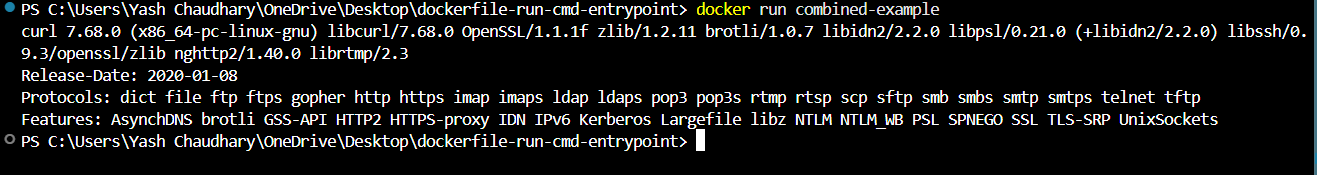 PS C:\Users\Yash Chaudhary\OneDrive\Desktop\dockerfile-run-cmd-entrypoint> docker run combined-example
curl 7.68.0 (x86_64-pc-linux-gnu) libcurl/7.68.0 OpenSSL/1.1.1f zlib/1.2.11 brotli/1.0.7 libidn2/2.2.0 libpsl/0.21.0 (+libidn2/2.2.0) libssh/0.
9.3/openssl/zlib nghttp2/1.40.0 librtmp/2.3
Release-Date: 2020-01-08
Protocols: dict file ftp ftps gopher http https imap imaps ldap ldaps pop3 pop3s rtmp rtsp scp sftp smb smbs smtp smtps telnet tftp
Features: AsynchDNS brotli GSS-API HTTP2 HTTPS-proxy IDN IPv6 Kerberos Largefile libz NTLM NTLM_WB PSL SPNEGO SSL TLS-SRP UnixSockets
PS C:\Users\Yash Chaudhary\OneDrive\Desktop\dockerfile-run-cmd-entrypoint>